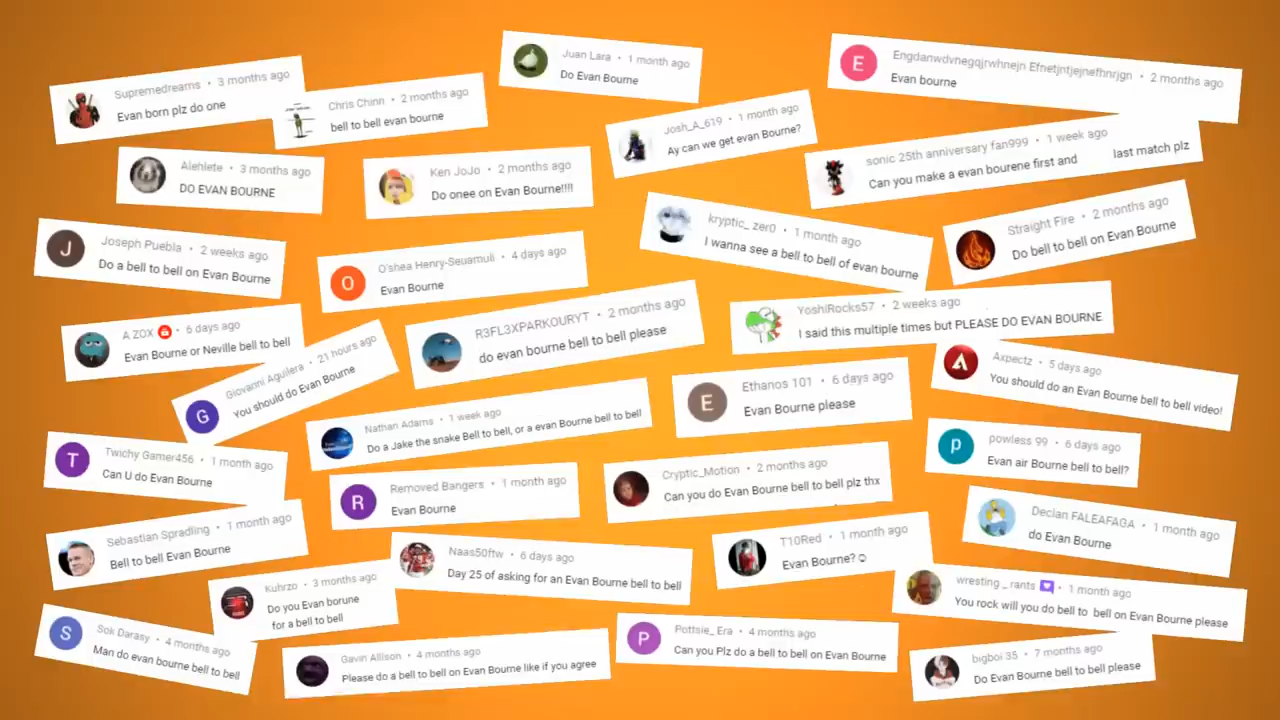 Supremedreams • 3 months ago
Evan born plz do one
Chris Chinn • 2 months ago
bell to bell evan bourne
Juan Lara • 1 month ago
Do Evan Bourne
Engdanwdvnegqjrwhnejn Efnetjntjejnefhnrjgn • 2 months ago
Evan bourne
Josh_A_619 • 1 month ago
Ay can we get evan Bourne?
sonic 25th anniversary fan999 • 1 week ago
Can you make a evan bourene first and last match plz
Alehlete • 3 months ago
DO EVAN BOURNE
Ken JoJo • 2 months ago
Do onee on Evan Bourne!!!!
kryptic_ zer0 • 1 month ago
I wanna see a bell to bell of evan bourne
Straight Fire • 2 months ago
Do bell to bell on Evan Bourne
J
Joseph Puebla • 2 weeks ago
Do a bell to bell on Evan Bourne
O
O'shea Henry-Seuamuli • 4 days ago
Evan Bourne
E
A ZOX • 6 days ago
Evan Bourne or Neville bell to bell
R3FL3XPARKOURYT • 2 months ago
do evan bourne bell to bell please
YoshiRocks57 • 2 weeks ago
I said this multiple times but PLEASE DO EVAN BOURNE
G
Giovanni Aguilera • 21 hours ago
You should do Evan Bourne
Nathan Adams • 1 week ago
Do a Jake the snake Bell to bell, or a evan Bourne bell to bell
E
Ethanos 101 • 6 days ago
Evan Bourne please
Axpectz • 5 days ago
You should do an Evan Bourne bell to bell video!
T
Twichy Gamer456 • 1 month ago
Can U do Evan Bourne
R
Removed Bangers • 1 month ago
Evan Bourne
Cryptic_Motion • 2 months ago
Can you do Evan Bourne bell to bell plz thx
p
powless 99 • 6 days ago
Evan air Bourne bell to bell?
Sebastian Spradling • 1 month ago
Bell to bell Evan Bourne
Naas50ftw • 6 days ago
Day 25 of asking for an Evan Bourne bell to bell
T10Red • 1 month ago
Evan Bourne?☺
Declan FALEAFAGA • 1 month ago
do Evan Bourne
Kuhrzo • 3 months ago
Do you Evan borune
for a bell to bell
wresting_rants • 1 month ago
You rock will you do bell to bell on Evan Bourne please
S
Sok Darasy • 4 months ago
Man do evan bourne bell to bell
Gavin Allison • 4 months ago
Please do a bell to bell on Evan Bourne like if you agree
P
Pottsie_Era • 4 months ago
Can you Plz do a bell to bell on Evan Bourne
bigboi 35 • 7 months ago
Do Evan Bourne bell to bell please